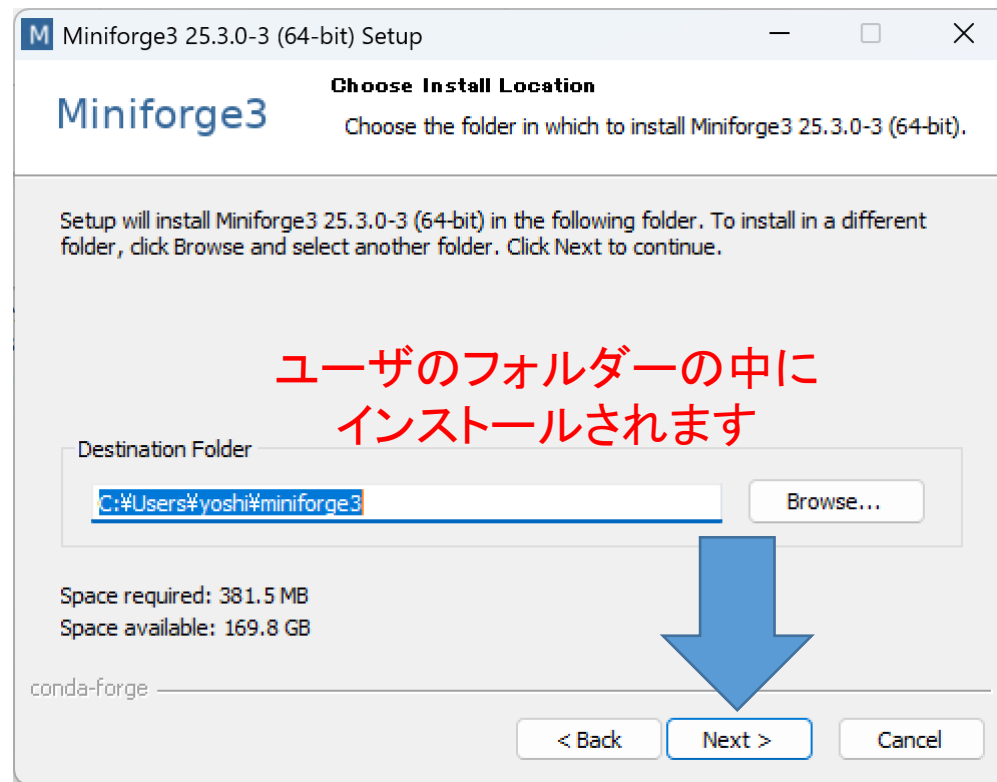 M Miniforge3 25.3.0-3 (64-bit) Setup
Miniforge3
Choose Install Location
Choose the folder in which to install Miniforge3 25.3.0-3 (64-bit).
Setup will install Miniforge3 25.3.0-3 (64-bit) in the following folder. To install in a different
folder, click Browse and select another folder. Click Next to continue.
ユーザのフォルダーの中に
インストールされます
Destination Folder
C:¥Users¥yoshi¥miniforge3
Browse...
Space required: 381.5 MB
Space available: 169.8 GB
conda-forge
< Back
Next >
Cancel